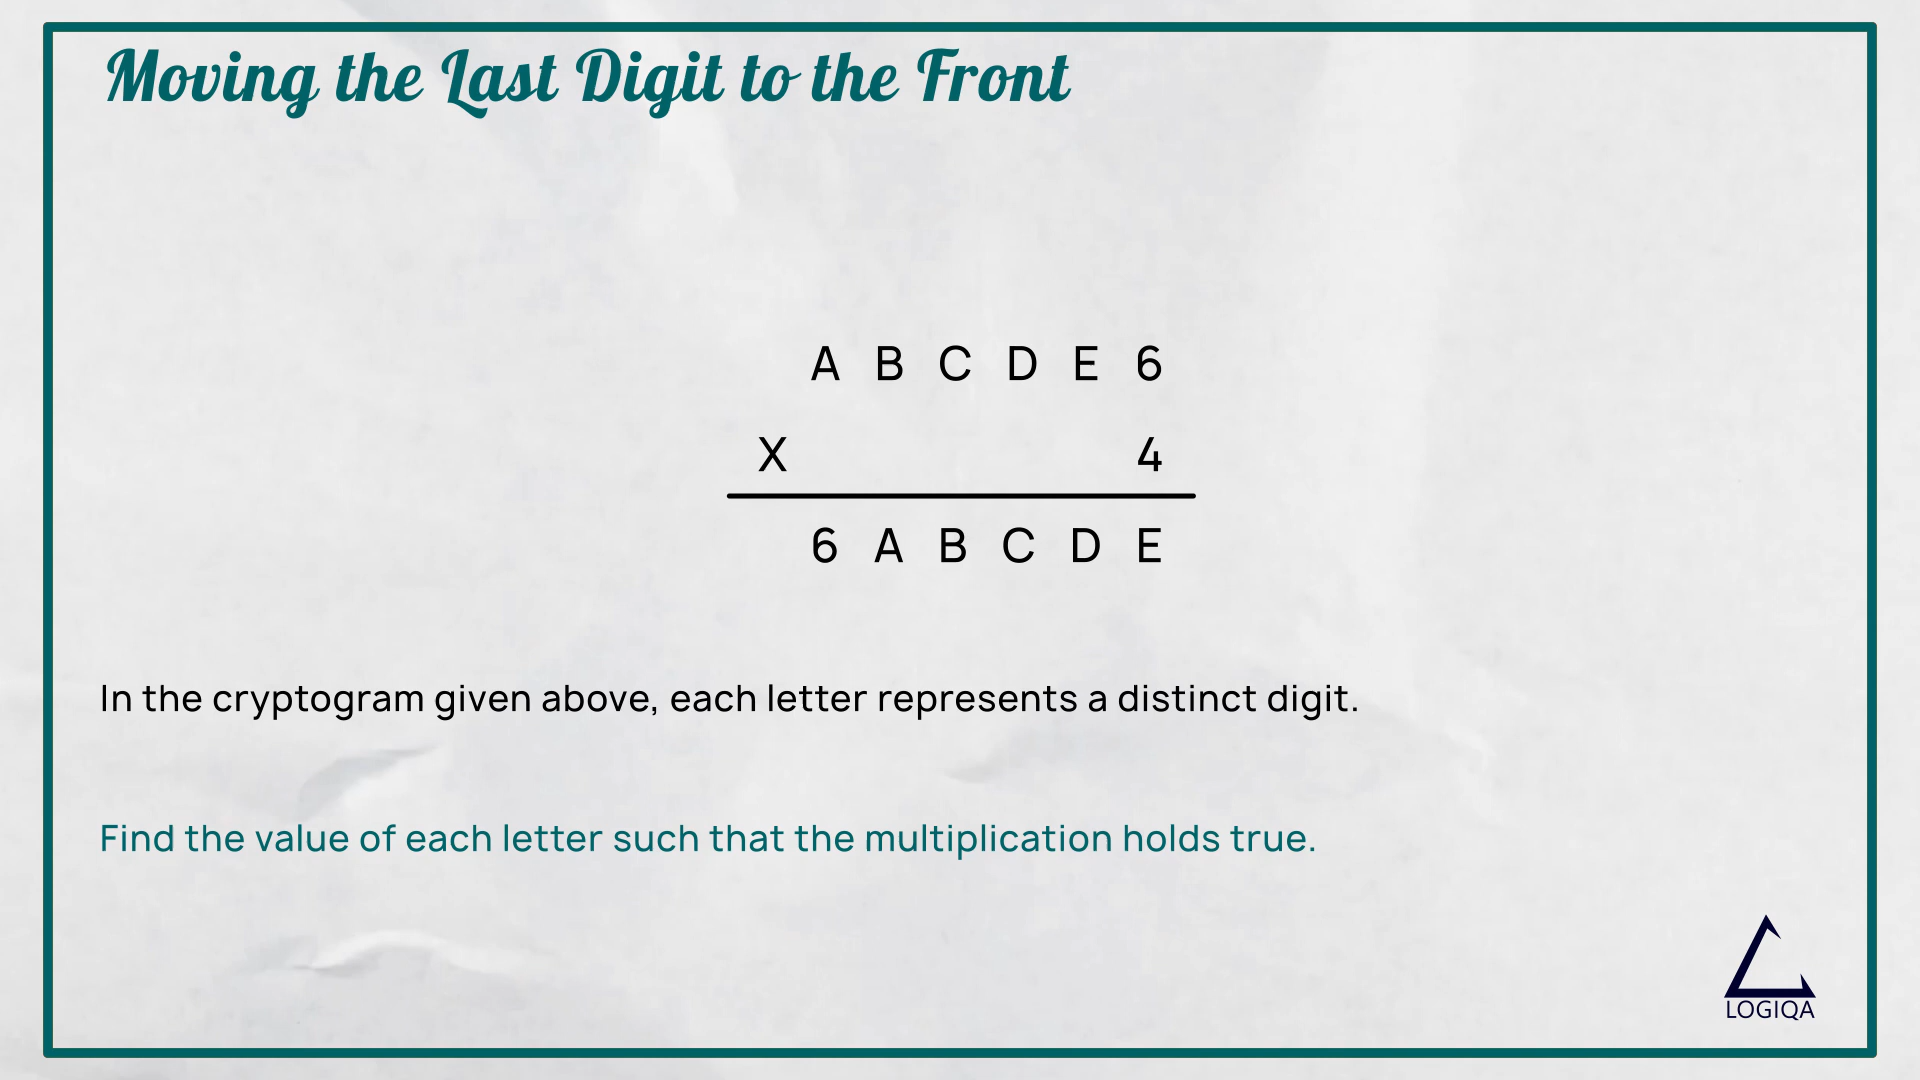 Moving the Last Digit to the Front
A B C D E 6
X 4
6 A B C D E
In the cryptogram given above, each letter represents a distinct digit.
Find the value of each letter such that the multiplication holds true.
LOGIQA